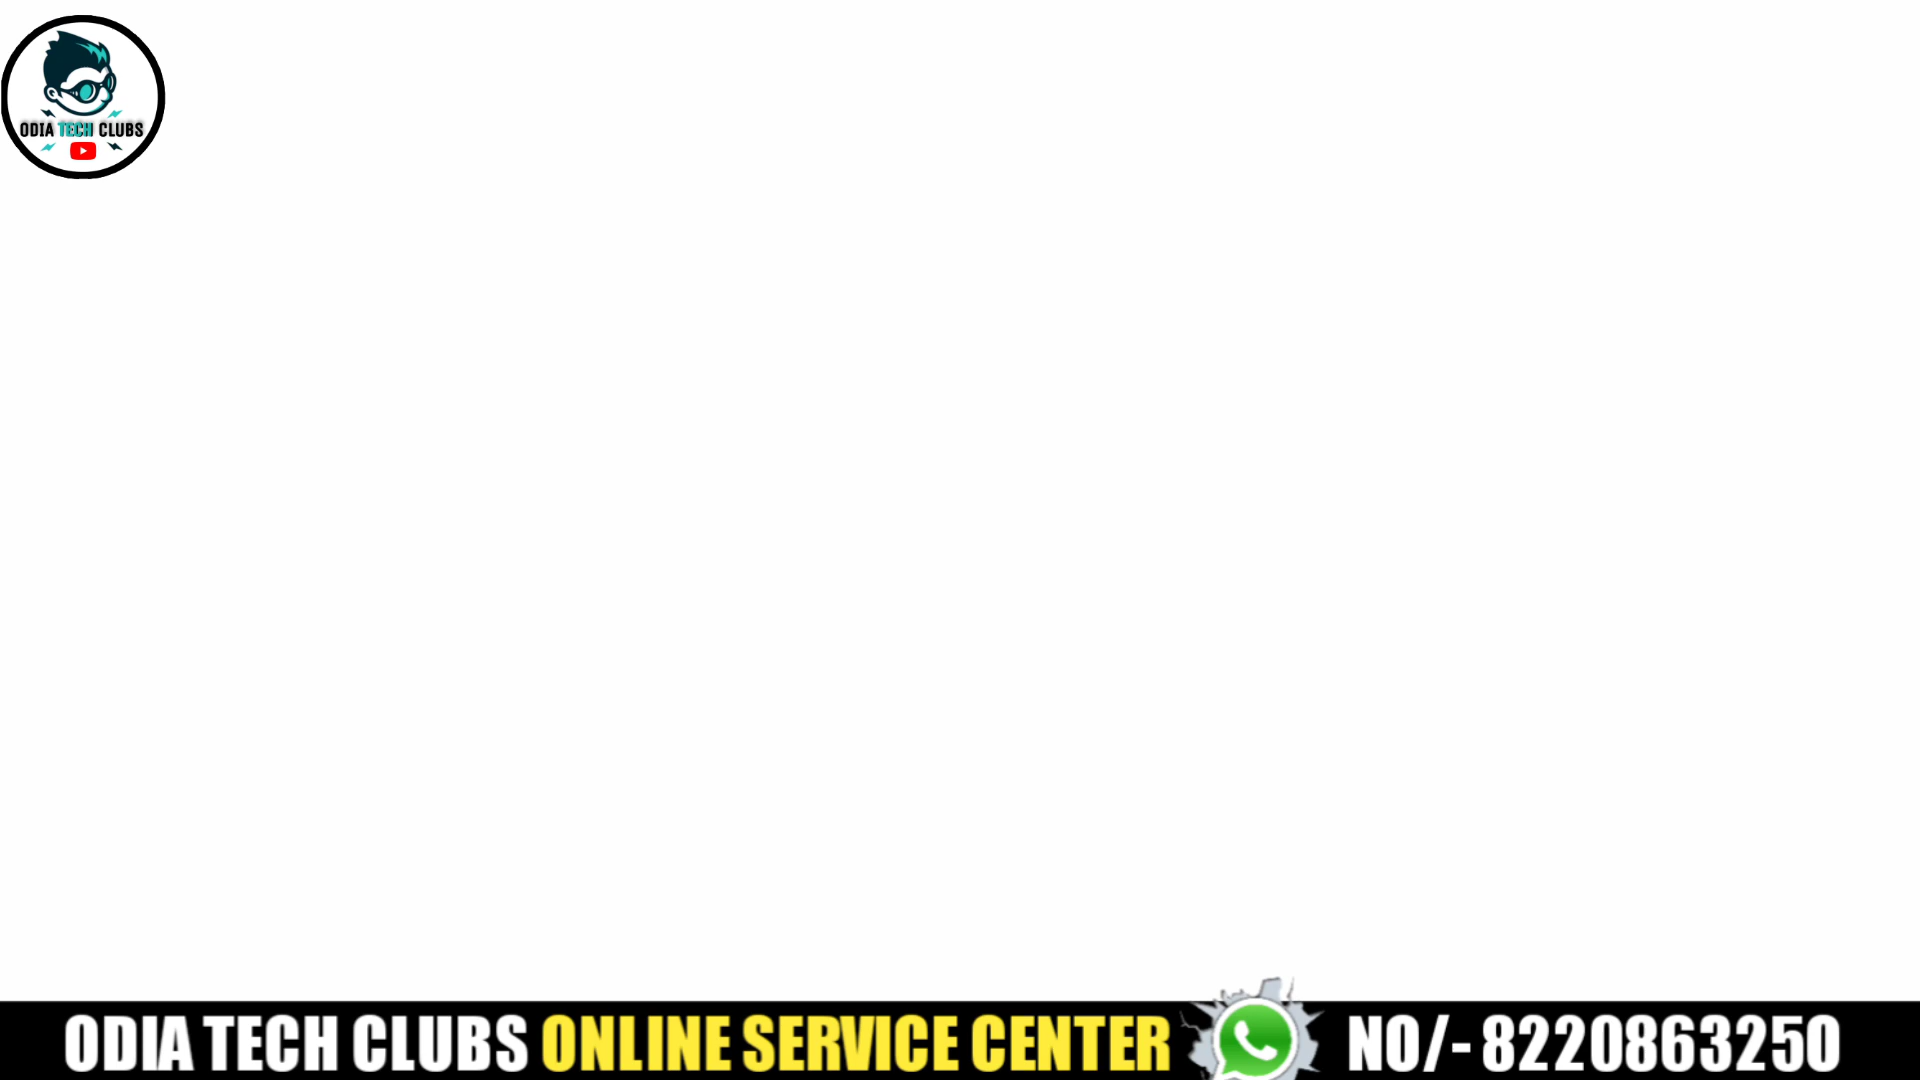 ODIA TECH CLUBS
ODIA TECH CLUBS ONLINE SERVICE CENTER NO/- 8220863250